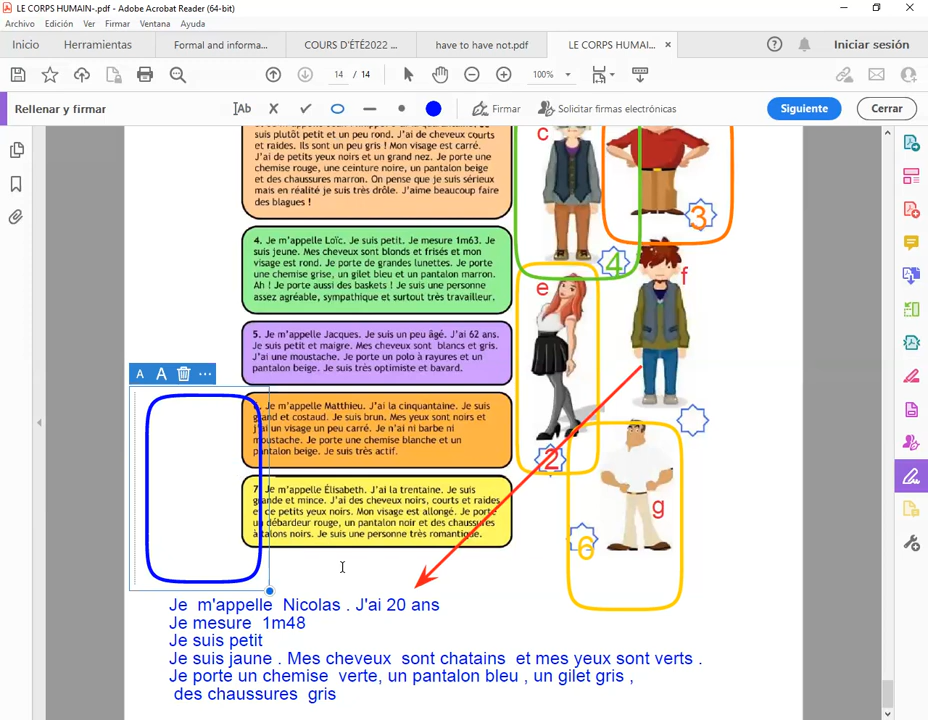 LE CORPS HUMAIN-.pdf - Adobe Acrobat Reader (64-bit)
Archivo Edición Ver Firmar Ventana Ayuda
Inicio Herramientas Formal and informa... COURS D'ÉTÉ2022 ... have to have not.pdf LE CORPS HUMAI... × Iniciar sesión
14 / 14 100%
Rellenar y firmar Ab Firmar Solicitar firmas electrónicas Siguiente Cerrar
suis plutôt petit et un peu rond. J'ai de cheveux courts
et raides. Ils sont un peu gris ! Mon visage est carré.
J'ai de petits yeux noirs et un grand nez. Je porte une
chemise rouge, une ceinture noire, un pantalon beige
et des chaussures marron. On pense que je suis sérieux
mais en réalité je suis très drôle. J'aime beaucoup faire
des blagues !
c
3
4. Je m'appelle Loïc. Je suis petit. Je mesure 1m63. Je
suis jeune. Mes cheveux sont blonds et frisés et mon
visage est rond. Je porte de grandes lunettes. Je porte
une chemise grise, un gilet bleu et un pantalon marron.
Ah ! Je porte aussi des baskets ! Je suis une personne
assez agréable, sympathique et surtout très travailleur.
4
e
f
5. Je m'appelle Jacques. Je suis un peu âgé. J'ai 62 ans.
Je suis petit et maigre. Mes cheveux sont blancs et gris.
J'ai une moustache. Je porte un polo à rayures et un
pantalon beige. Je suis très optimiste et bavard.
A A
Je m'appelle Matthieu. J'ai la cinquantaine. Je suis
grand et costaud. Je suis brun. Mes yeux sont noirs et
j'ai un visage un peu carré. Je n'ai ni barbe ni
moustache. Je porte une chemise blanche et un
pantalon beige. Je suis très actif.
2
7. Je m'appelle Élisabeth. J'ai la trentaine. Je suis
grande et mince. J'ai des cheveux noirs, courts et raides
et de petits yeux noirs. Mon visage est allongé. Je porte
un débardeur rouge, un pantalon noir et des chaussures
à talons noirs. Je suis une personne très romantique.
g
6
Je m'appelle Nicolas . J'ai 20 ans
Je mesure 1m48
Je suis petit
Je suis jaune . Mes cheveux sont chatains et mes yeux sont verts .
Je porte un chemise verte, un pantalon bleu , un gilet gris ,
des chaussures gris